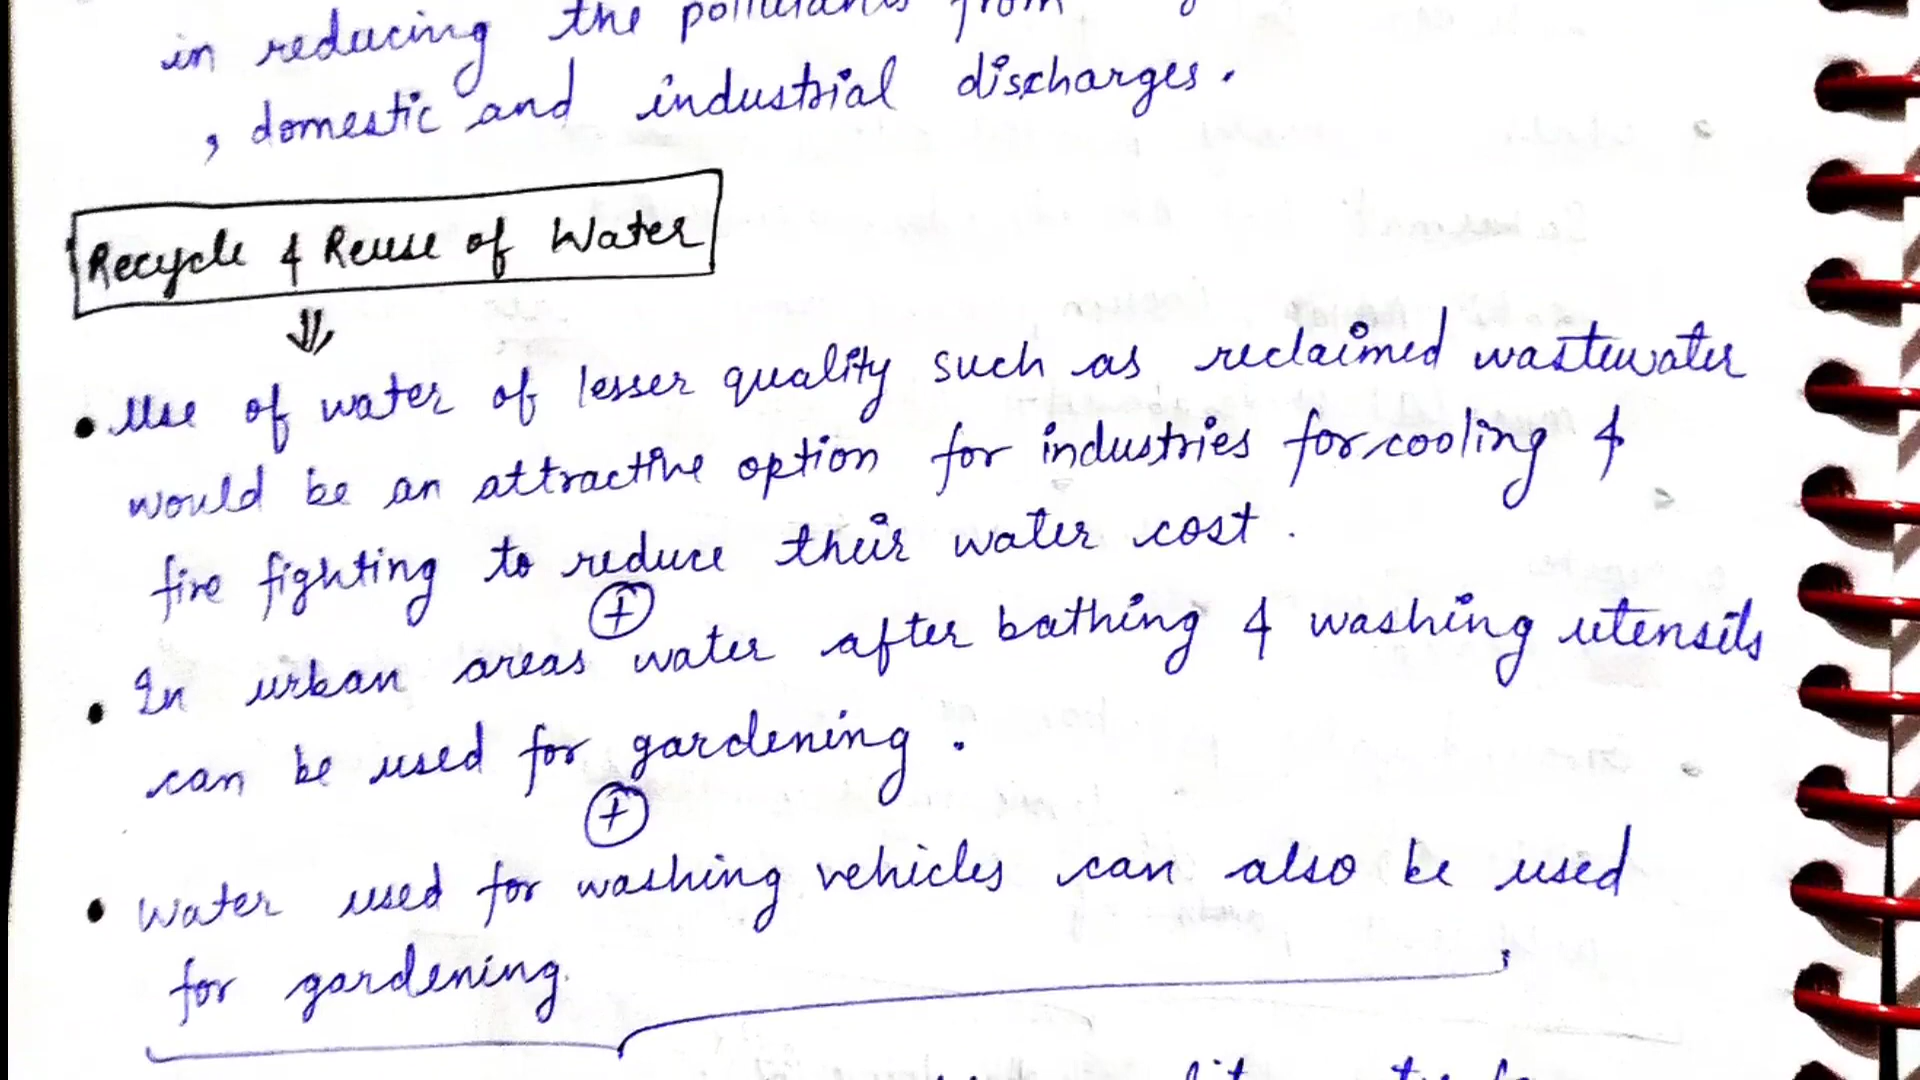 in reducing the pollutants from
, domestic and industrial discharges.
Recycle & Reuse of Water
• Use of water of lesser quality such as reclaimed wastewater
would be an attractive option for industries for cooling &
fire fighting to reduce their water cost.
+
• In urban areas water after bathing & washing utensils
can be used for gardening.
+
• Water used for washing vehicles can also be used
for gardening.